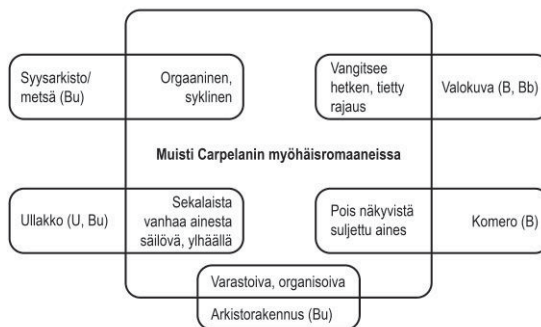 Syysarkisto/
metsä (Bu)
Orgaaninen,
syklinen
Vangitsee
hetken, tietty
rajaus
Valokuva (B, Bb)
Muisti Carpelanin myöhäisromaaneissa
Ullakko (U, Bu)
Sekalaista
vanhaa ainesta
säilövä, ylhäällä
Pois näkyvistä
suljettu aines
Komero (B)
Varastoiva, organisoiva
Arkistorakennus (Bu)